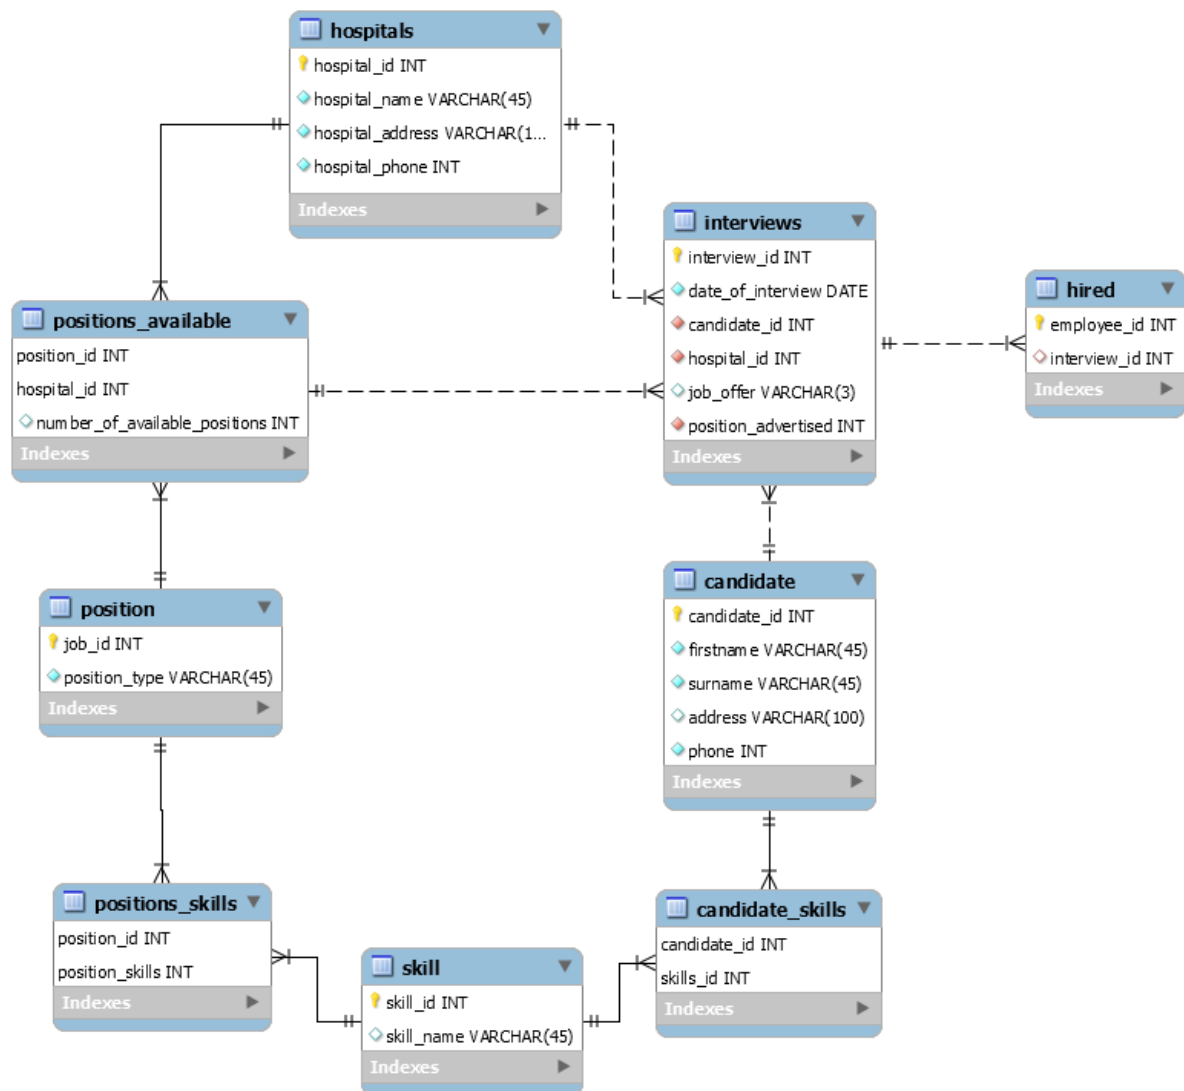 hospitals
hospital_id INT
hospital_name VARCHAR(45)
hospital_address VARCHAR(1...
hospital_phone INT
Indexes
interviews
interview_id INT
date_of_interview DATE
candidate_id INT
hospital_id INT
job_offer VARCHAR(3)
position_advertised INT
Indexes
hired
employee_id INT
interview_id INT
Indexes
positions_available
position_id INT
hospital_id INT
number_of_available_positions INT
Indexes
position
job_id INT
position_type VARCHAR(45)
Indexes
candidate
candidate_id INT
firstname VARCHAR(45)
surname VARCHAR(45)
address VARCHAR(100)
phone INT
Indexes
positions_skills
position_id INT
position_skills INT
Indexes
skill
skill_id INT
skill_name VARCHAR(45)
Indexes
candidate_skills
candidate_id INT
skills_id INT
Indexes